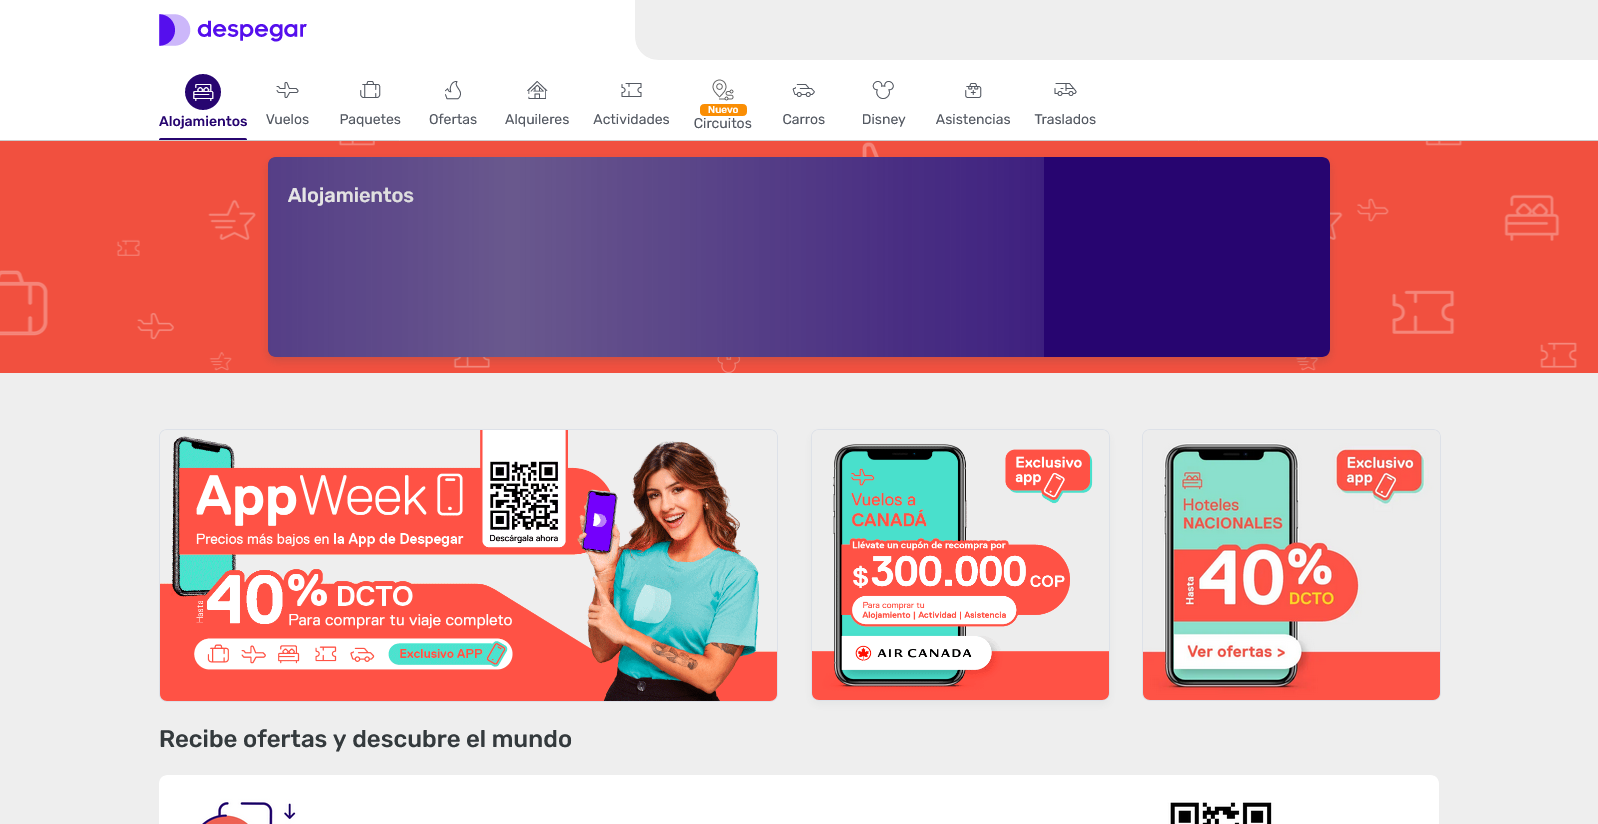 despegar
Alojamientos
Vuelos
Paquetes
Ofertas
Alquileres
Actividades
Nuevo
Circuitos
Carros
Disney
Asistencias
Traslados
Alojamientos
AppWeek
Precios más bajos en la App de Despegar
Descárgala ahora
Hasta
40% DCTO
Para comprar tu viaje completo
Exclusivo APP
Exclusivo
app
Vuelos a
CANADÁ
Llévate un cupón de recompra por
$300.000 COP
Para comprar tu
Alojamiento | Actividad | Asistencia
AIR CANADA
Exclusivo
app
Hoteles
NACIONALES
Hasta
40%
DCTO
Ver ofertas >
Recibe ofertas y descubre el mundo